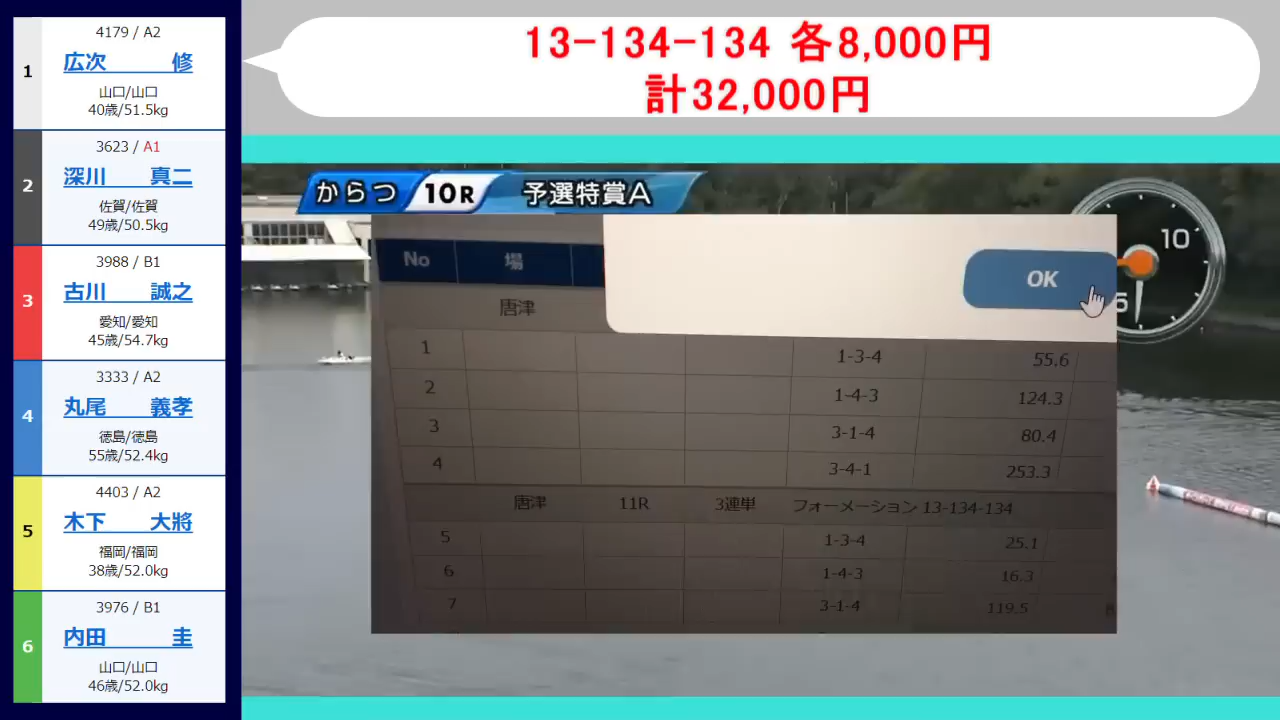 4179 / A2
1
広次 修
山口/山口
40歳/51.5kg
3623 / A1
2
深川 真二
佐賀/佐賀
49歳/50.5kg
3988 / B1
3
古川 誠之
愛知/愛知
45歳/54.7kg
3333 / A2
4
丸尾 義孝
徳島/徳島
55歳/52.4kg
4403 / A2
5
木下 大將
福岡/福岡
38歳/52.0kg
3976 / B1
6
内田 圭
山口/山口
46歳/52.0kg
13-134-134 各8,000円
計32,000円
からつ 10R 予選特賞A
10
5
OK
No 場
唐津
1 1-3-4 55.6
2 1-4-3 124.3
3 3-1-4 80.4
4 3-4-1 253.3
唐津 11R 3連単 フォーメーション 13-134-134
5 1-3-4 25.1
6 1-4-3 16.3
7 3-1-4 119.5